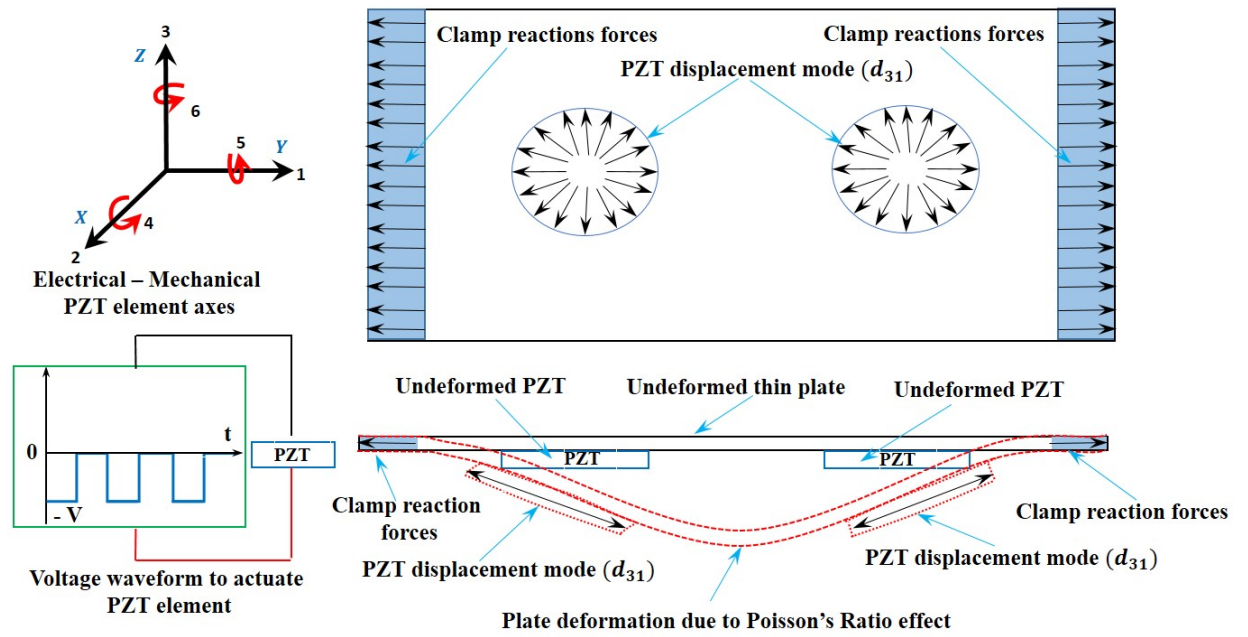 3
Z
6
5
Y
1
X
4
2
Electrical – Mechanical
PZT element axes
Clamp reactions forces
Clamp reactions forces
PZT displacement mode (d₃₁)
0
t
- V
PZT
Voltage waveform to actuate
PZT element
Undeformed PZT
Undeformed thin plate
Undeformed PZT
PZT
PZT
Clamp reaction
forces
Clamp reaction forces
PZT displacement mode (d₃₁)
PZT displacement mode (d₃₁)
Plate deformation due to Poisson's Ratio effect